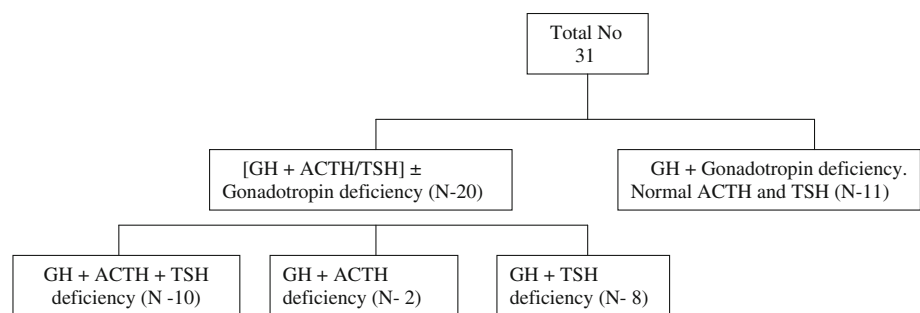 Total No
31
[GH + ACTH/TSH] ±
Gonadotropin deficiency (N-20)
GH + Gonadotropin deficiency.
Normal ACTH and TSH (N-11)
GH + ACTH + TSH
deficiency (N -10)
GH + ACTH
deficiency (N- 2)
GH + TSH
deficiency (N- 8)